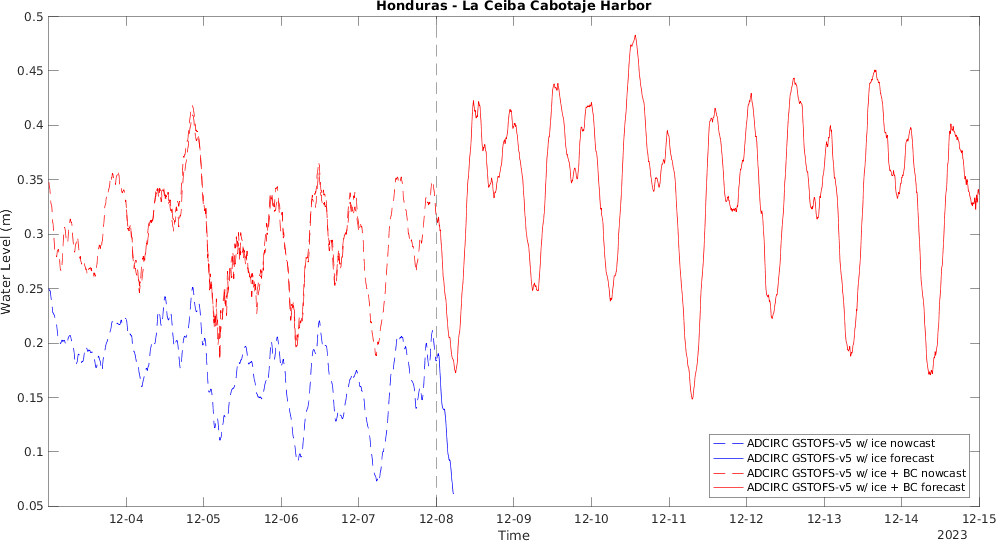 Honduras - La Ceiba Cabotaje Harbor
0.5
0.45
0.4
0.35
0.3
0.25
0.2
0.15
0.1
0.05
Water Level (m)
ADCIRC GSTOFS-v5 w/ ice nowcast
ADCIRC GSTOFS-v5 w/ ice forecast
ADCIRC GSTOFS-v5 w/ ice + BC nowcast
ADCIRC GSTOFS-v5 w/ ice + BC forecast
12-04 12-05 12-06 12-07 12-08 12-09 12-10 12-11 12-12 12-13 12-14 12-15
Time
2023